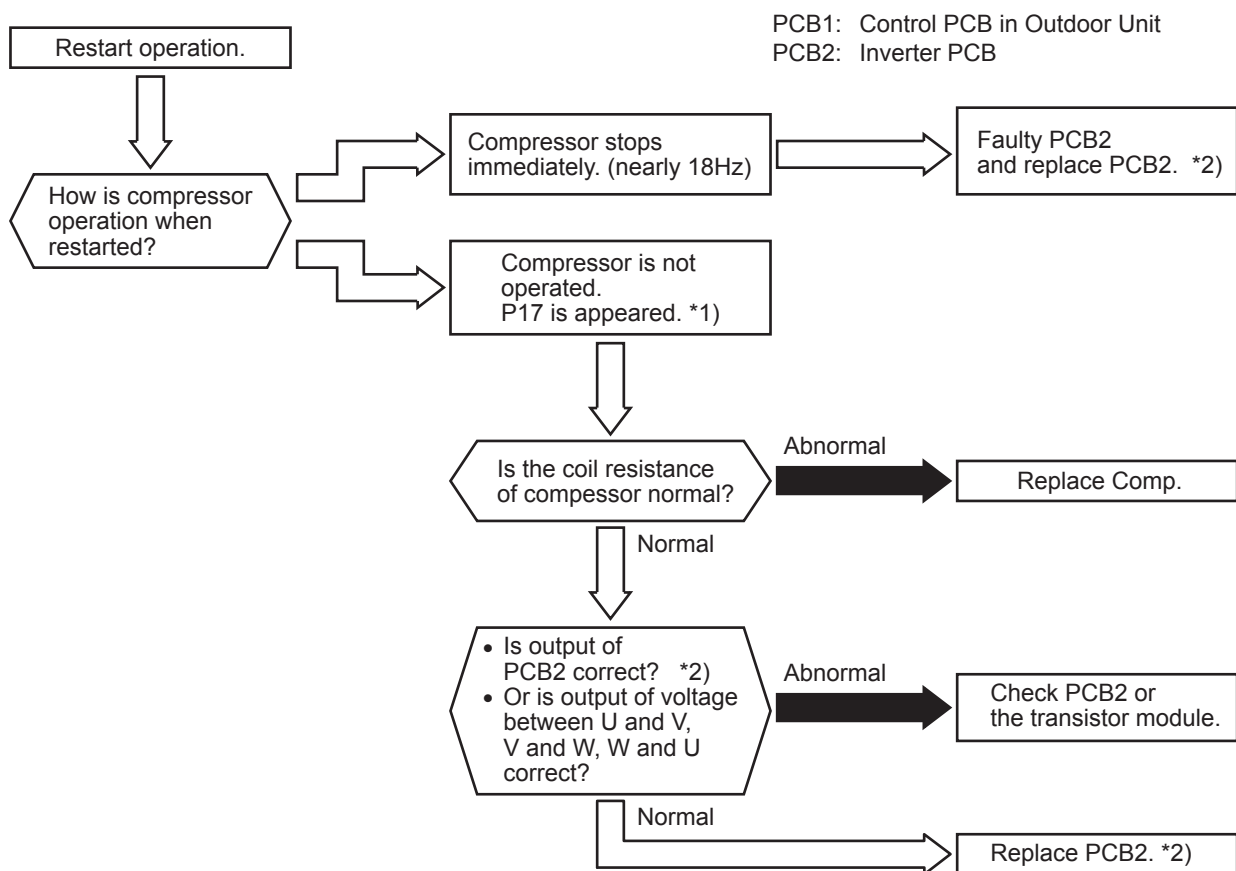 PCB1: Control PCB in Outdoor Unit
PCB2: Inverter PCB
Restart operation.
How is compressor
operation when
restarted?
Compressor stops
immediately. (nearly 18Hz)
Faulty PCB2
and replace PCB2. *2)
Compressor is not
operated.
P17 is appeared. *1)
Is the coil resistance
of compessor normal?
Abnormal
Replace Comp.
Normal
• Is output of
PCB2 correct? *2)
• Or is output of voltage
between U and V,
V and W, W and U
correct?
Abnormal
Check PCB2 or
the transistor module.
Normal
Replace PCB2. *2)